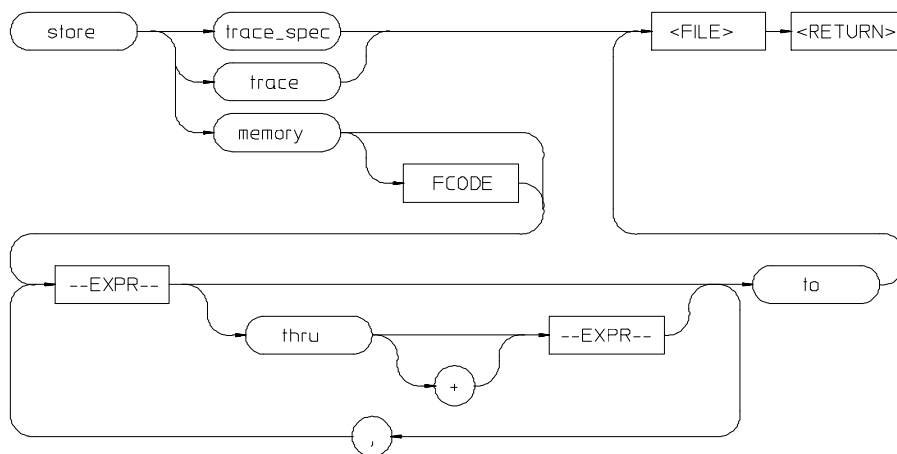 store
trace_spec
<FILE>
<RETURN>
trace
memory
FCODE
--EXPR--
to
thru
--EXPR--
+
,